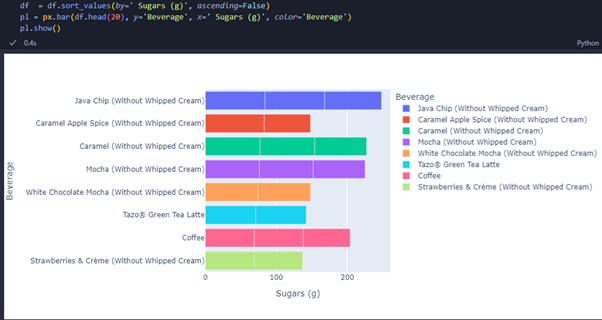 df  = df.sort_values(by=' Sugars (g)', ascending=False)
pl = px.bar(df.head(20), y='Beverage', x=' Sugars (g)', color='Beverage')
pl.show()
✓ 0.4s Python
Beverage
Java Chip (Without Whipped Cream)
Caramel Apple Spice (Without Whipped Cream)
Caramel (Without Whipped Cream)
Mocha (Without Whipped Cream)
White Chocolate Mocha (Without Whipped Cream)
Tazo® Green Tea Latte
Coffee
Strawberries & Crème (Without Whipped Cream)
0 100 200
Sugars (g)
Beverage
Java Chip (Without Whipped Cream)
Caramel Apple Spice (Without Whipped Cream)
Caramel (Without Whipped Cream)
Mocha (Without Whipped Cream)
White Chocolate Mocha (Without Whipped Cream)
Tazo® Green Tea Latte
Coffee
Strawberries & Crème (Without Whipped Cream)